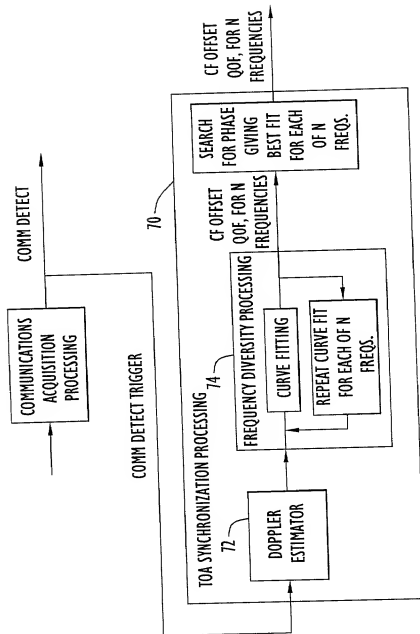 COMMUNICATIONS
ACQUISITION
PROCESSING
COMM DETECT
COMM DETECT TRIGGER
TOA SYNCHRONIZATION PROCESSING
70
72
DOPPLER
ESTIMATOR
74
FREQUENCY DIVERSITY PROCESSING
CURVE FITTING
REPEAT CURVE FIT
FOR EACH OF N
FREQS.
CF OFFSET
QOF, FOR N
FREQUENCIES
SEARCH
FOR PHASE
GIVING
BEST FIT
FOR EACH
OF N
FREQS.
CF OFFSET
QOF, FOR N
FREQUENCIES